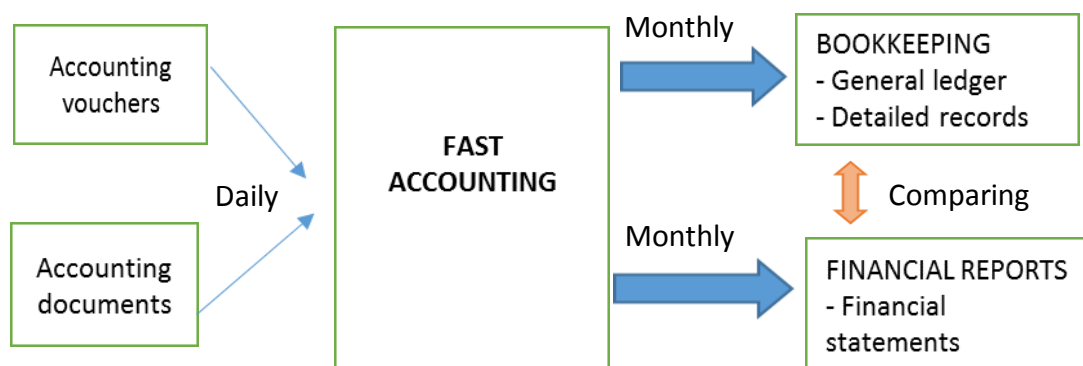 Accounting
vouchers
Daily
Accounting
documents
FAST
ACCOUNTING
Monthly
Monthly
BOOKKEEPING
- General ledger
- Detailed records
Comparing
FINANCIAL REPORTS
- Financial
statements